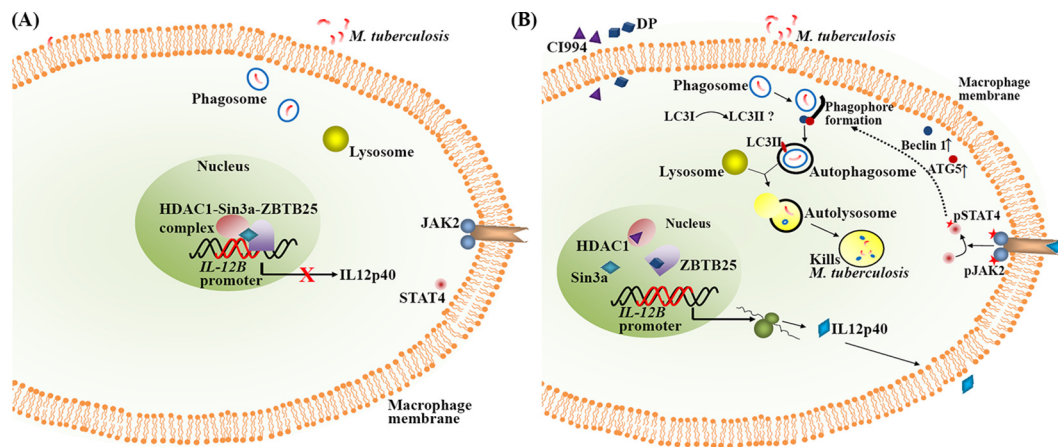 (A)
M. tuberculosis
Phagosome
Lysosome
Nucleus
HDAC1-Sin3a-ZBTB25
complex
JAK2
IL-12B
promoter
X
IL12p40
STAT4
Macrophage
membrane
(B)
CI994
DP
M. tuberculosis
Macrophage
membrane
Phagosome
Phagophore
formation
LC3I
LC3II ?
Beclin 1↑
ATG5↑
LC3II
Lysosome
Autophagosome
Autolysosome
pSTAT4
Nucleus
HDAC1
ZBTB25
Sin3a
Kills
M. tuberculosis
pJAK2
IL-12B
promoter
IL12p40